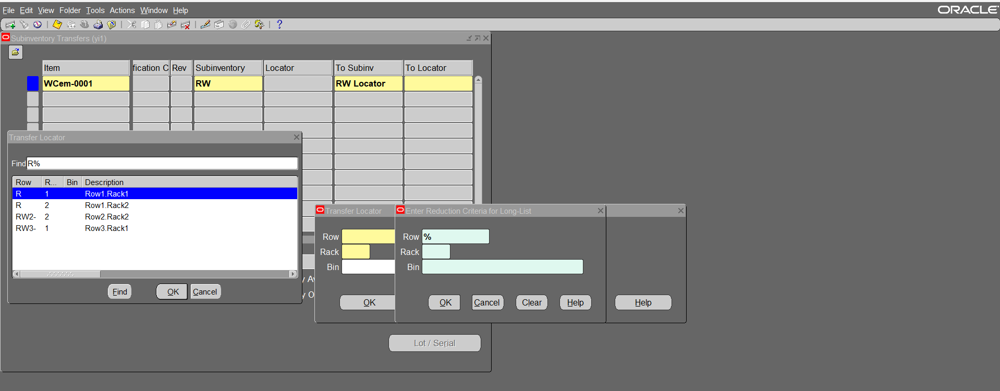 File Edit View Folder Tools Actions Window Help
ORACLE
Subinventory Transfers (yi1)
Item fication C Rev Subinventory Locator To Subinv To Locator
WCem-0001 RW RW Locator
Transfer Locator
Find R%
Row R... Bin Description
R 1 Row1.Rack1
R 2 Row1.Rack2
RW2- 2 Row2.Rack2
RW3- 1 Row3.Rack1
Find OK Cancel
y A
y O
Transfer Locator
Row
Rack
Bin
OK
Help
Enter Reduction Criteria for Long-List
Row %
Rack
Bin
OK Cancel Clear Help
Lot / Serial